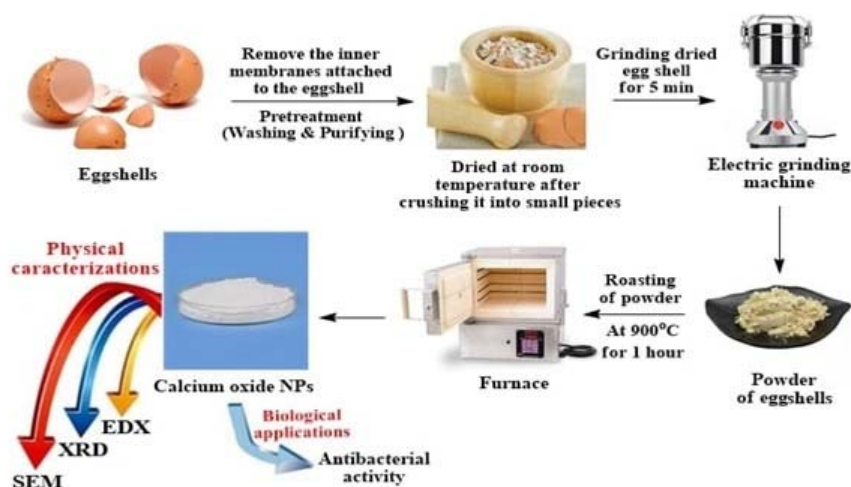 Remove the inner
membranes attached
to the eggshell
Pretreatment
(Washing & Purifying )
Eggshells
Dried at room
temperature after
crushing it into small pieces
Grinding dried
egg shell
for 5 min
Electric grinding
machine
Powder
of eggshells
Roasting
of powder
At 900°C
for 1 hour
Furnace
Calcium oxide NPs
Physical
caracterizations
EDX
XRD
SEM
Biological
applications
Antibacterial
activity